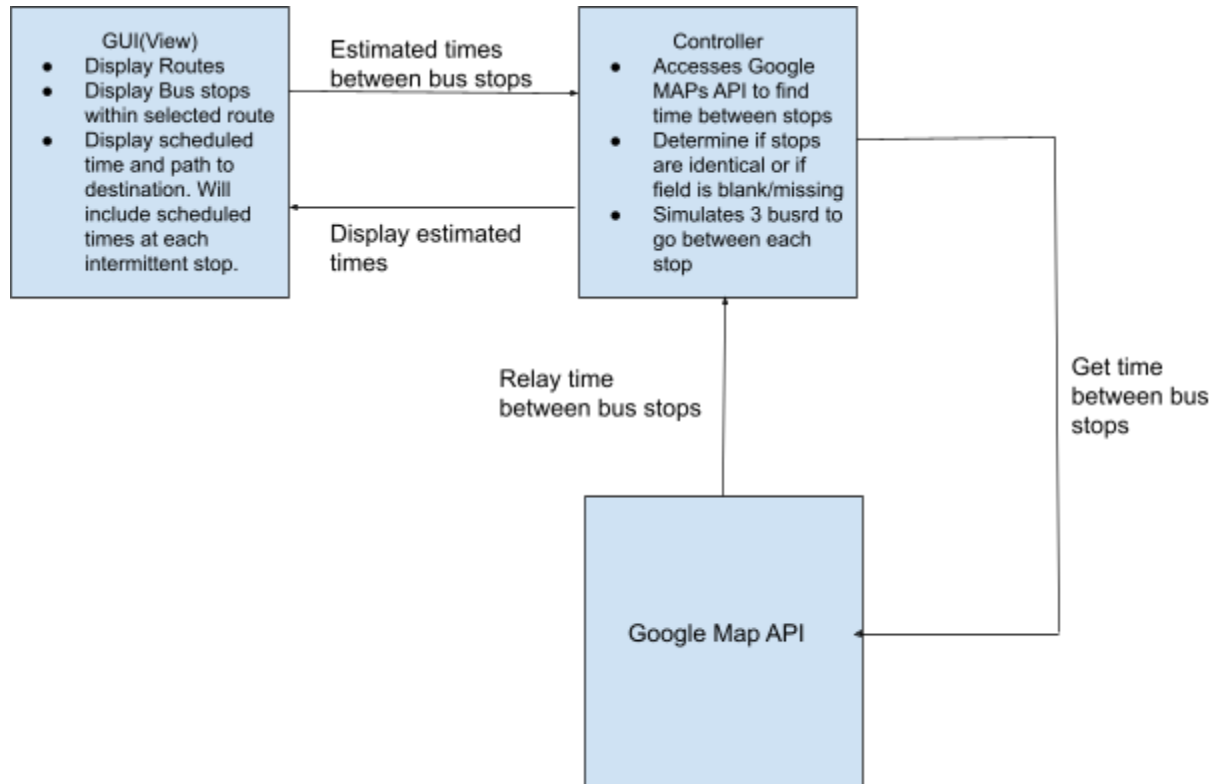 GUI(View)
● Display Routes
● Display Bus stops
within selected route
● Display scheduled
time and path to
destination. Will
include scheduled
times at each
intermittent stop.
Estimated times
between bus stops
Display estimated
times
Controller
● Accesses Google
MAPs API to find
time between stops
● Determine if stops
are identical or if
field is blank/missing
● Simulates 3 busrd to
go between each
stop
Relay time
between bus stops
Get time
between bus
stops
Google Map API